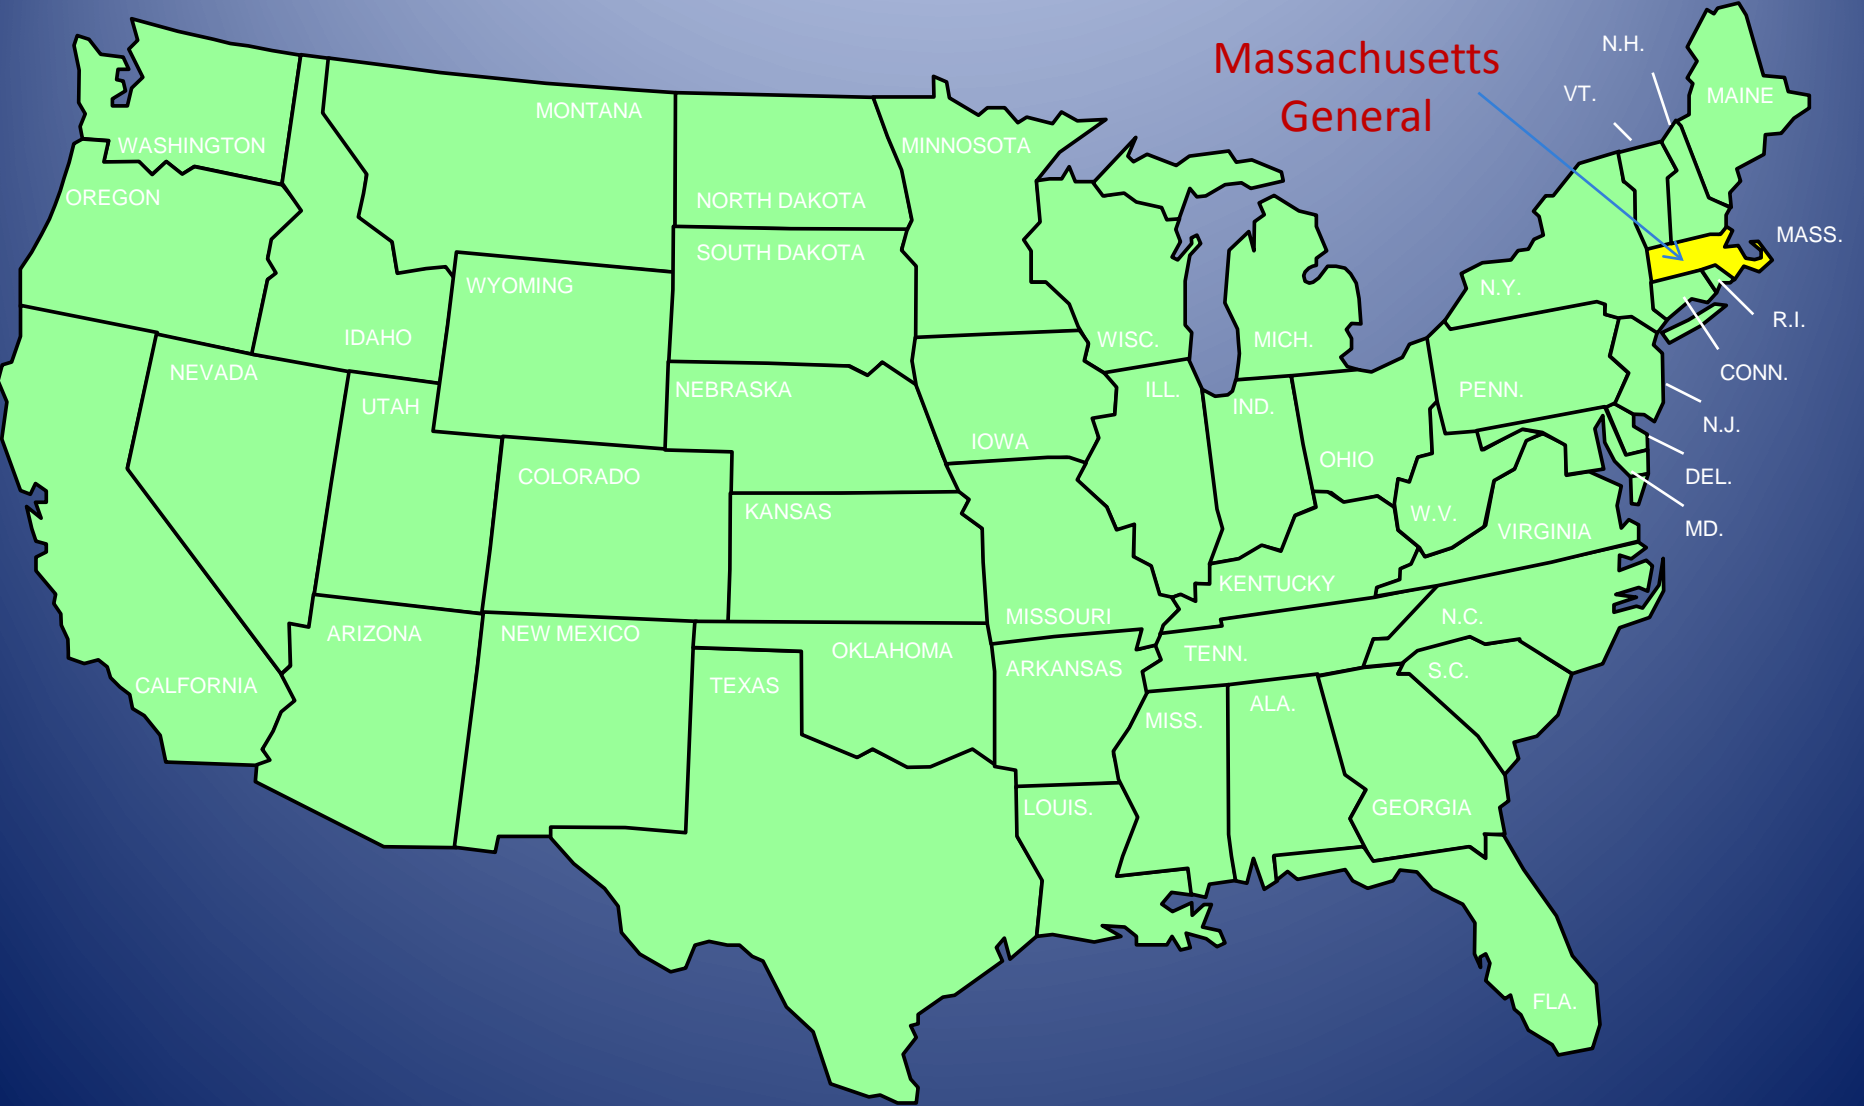 Massachusetts
General
N.H.
VT.
MAINE
MONTANA
WASHINGTON
MINNOSOTA
OREGON
NORTH DAKOTA
SOUTH DAKOTA
MASS.
WYOMING
N.Y.
R.I.
IDAHO
WISC.
MICH.
NEVADA
CONN.
NEBRASKA
ILL.
PENN.
UTAH
IND.
N.J.
IOWA
OHIO
COLORADO
DEL.
KANSAS
W.V.
VIRGINIA
MD.
KENTUCKY
MISSOURI
N.C.
ARIZONA
NEW MEXICO
OKLAHOMA
TENN.
ARKANSAS
S.C.
CALFORNIA
TEXAS
ALA.
MISS.
LOUIS.
GEORGIA
FLA.